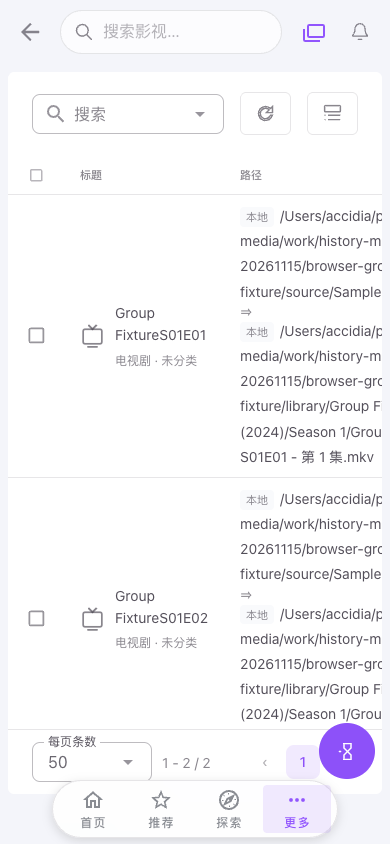 搜索影视...
搜索
标题
路径
本地 /Users/accidia/p
media/work/history-m
20261115/browser-gro
fixture/source/Sample
⇒
Group
FixtureS01E01
电视剧 · 未分类
本地 /Users/accidia/p
media/work/history-m
20261115/browser-gro
fixture/library/Group F
(2024)/Season 1/Grou
S01E01 - 第 1 集.mkv
本地 /Users/accidia/p
media/work/history-m
20261115/browser-gro
fixture/source/Sample
⇒
Group
FixtureS01E02
电视剧 · 未分类
本地 /Users/accidia/p
media/work/history-m
20261115/browser-gro
fixture/library/Group F
(2024)/Season 1/Grou
每页条数
50
1 - 2 / 2
1
首页
推荐
探索
更多